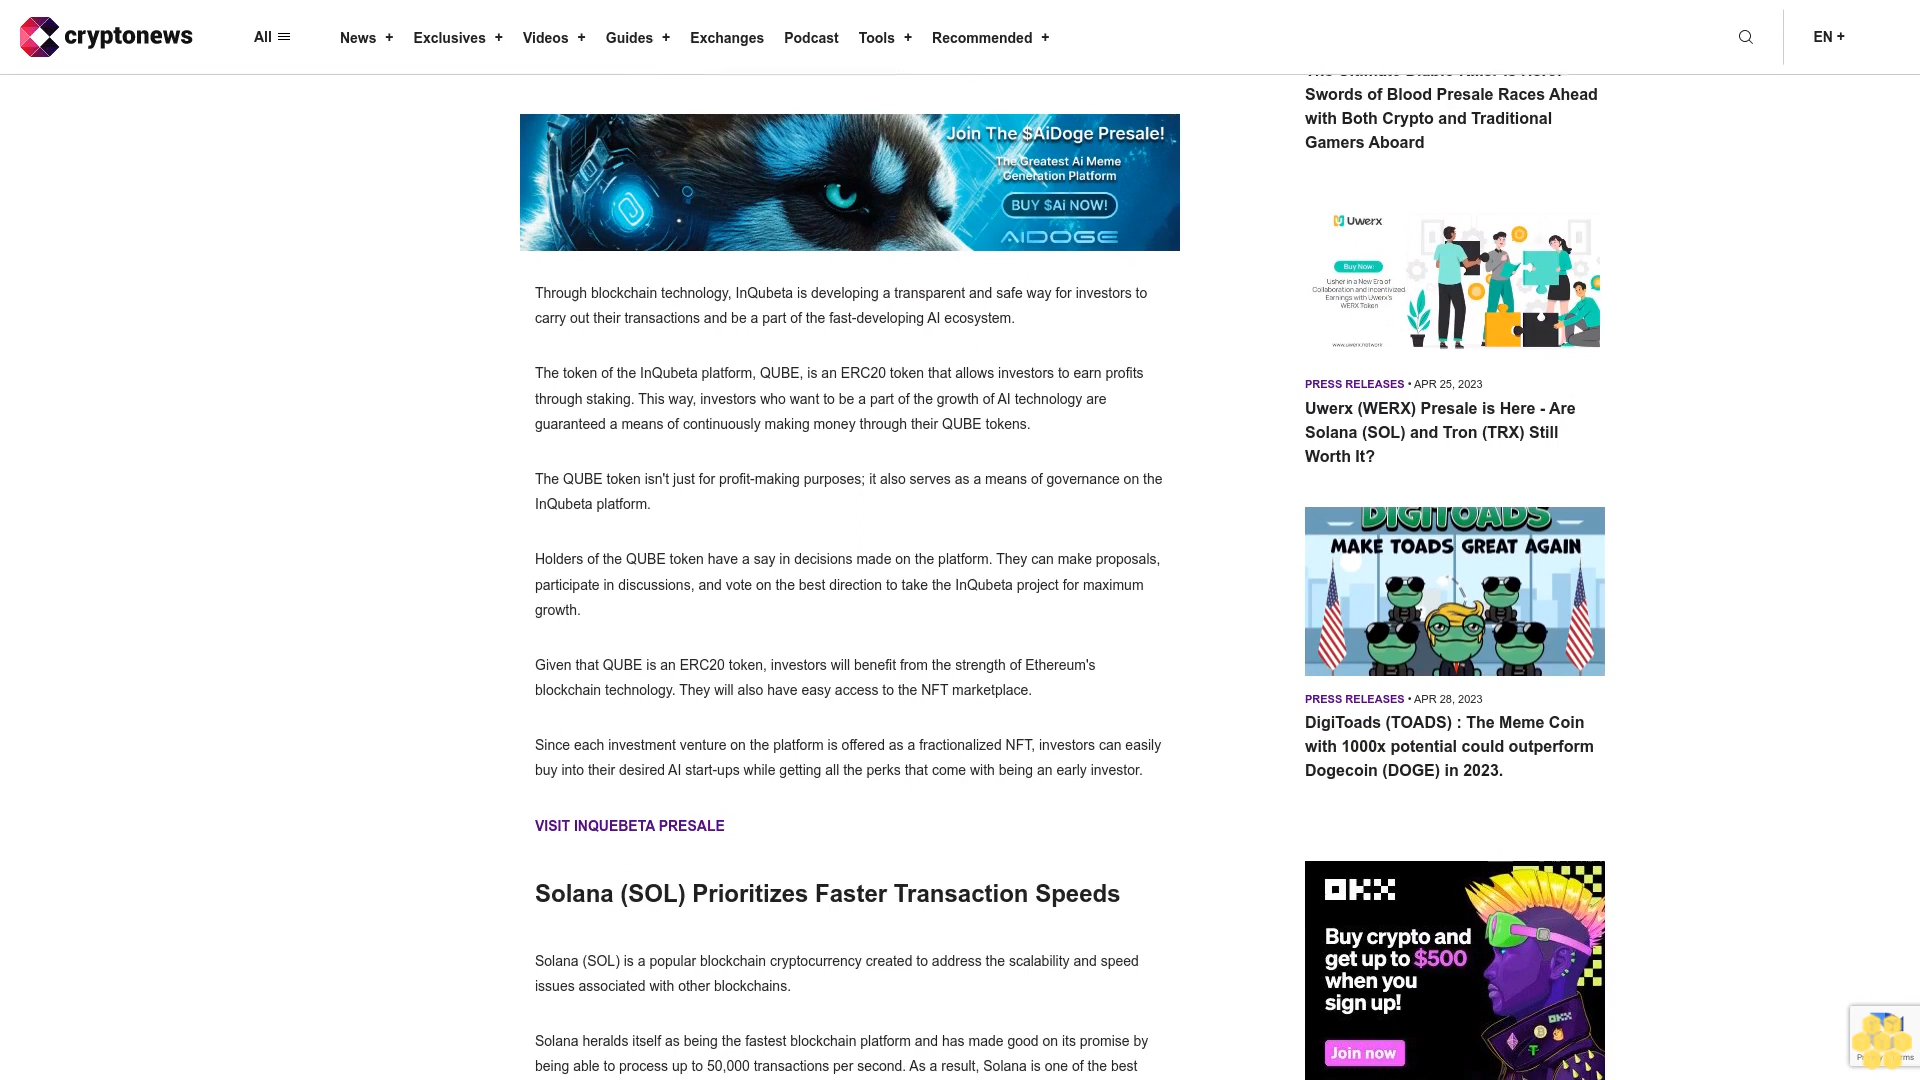 cryptonews
All
News +
Exclusives +
Videos +
Guides +
Exchanges
Podcast
Tools +
Recommended +
EN +
Join The $AiDoge Presale!
The Greatest Ai Meme
Generation Platform
BUY $Ai NOW!
AIDOGE
Through blockchain technology, InQubeta is developing a transparent and safe way for investors to
carry out their transactions and be a part of the fast-developing AI ecosystem.
The token of the InQubeta platform, QUBE, is an ERC20 token that allows investors to earn profits
through staking. This way, investors who want to be a part of the growth of AI technology are
guaranteed a means of continuously making money through their QUBE tokens.
The QUBE token isn't just for profit-making purposes; it also serves as a means of governance on the
InQubeta platform.
Holders of the QUBE token have a say in decisions made on the platform. They can make proposals,
participate in discussions, and vote on the best direction to take the InQubeta project for maximum
growth.
Given that QUBE is an ERC20 token, investors will benefit from the strength of Ethereum's
blockchain technology. They will also have easy access to the NFT marketplace.
Since each investment venture on the platform is offered as a fractionalized NFT, investors can easily
buy into their desired AI start-ups while getting all the perks that come with being an early investor.
VISIT INQUEBETA PRESALE
Solana (SOL) Prioritizes Faster Transaction Speeds
Solana (SOL) is a popular blockchain cryptocurrency created to address the scalability and speed
issues associated with other blockchains.
Solana heralds itself as being the fastest blockchain platform and has made good on its promise by
being able to process up to 50,000 transactions per second. As a result, Solana is one of the best
Swords of Blood Presale Races Ahead
with Both Crypto and Traditional
Gamers Aboard
Uwerx
Buy Now
Usher in a New Era of
Collaboration and Incentivized
Earnings with Uwerx's
WERX Token
www.uwerx.network
PRESS RELEASES • APR 25, 2023
Uwerx (WERX) Presale is Here - Are
Solana (SOL) and Tron (TRX) Still
Worth It?
DIGITOADS
MAKE TOADS GREAT AGAIN
PRESS RELEASES • APR 28, 2023
DigiToads (TOADS) : The Meme Coin
with 1000x potential could outperform
Dogecoin (DOGE) in 2023.
OKX
Buy crypto and
get up to $500
when you
sign up!
Join now
OKX